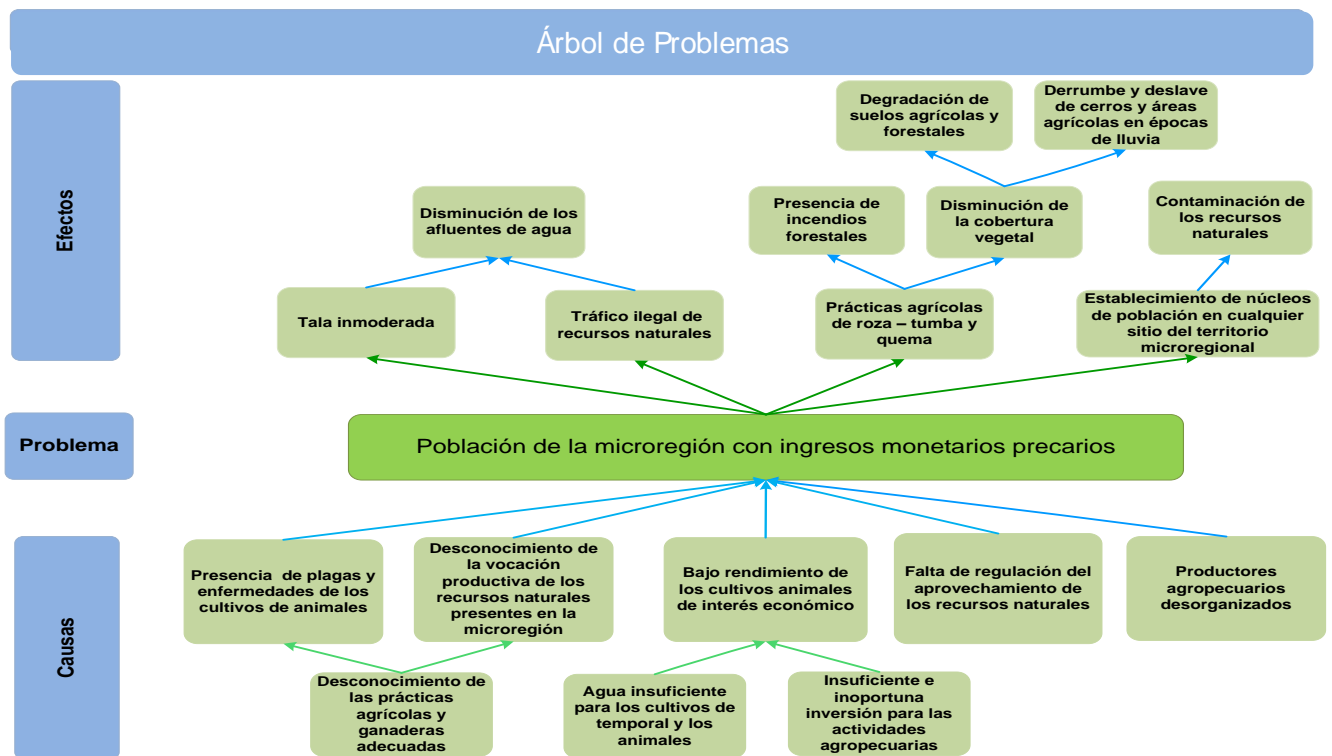 Árbol de Problemas
Efectos
Degradación de
suelos agrícolas y
forestales
Derrumbe y deslave
de cerros y áreas
agrícolas en épocas
de lluvia
Disminución de los
afluentes de agua
Presencia de
incendios
forestales
Disminución de
la cobertura
vegetal
Contaminación de
los recursos
naturales
Tala inmoderada
Tráfico ilegal de
recursos naturales
Prácticas agrícolas
de roza – tumba y
quema
Establecimiento de núcleos
de población en cualquier
sitio del territorio
microregional
Problema
Población de la microregión con ingresos monetarios precarios
Causas
Presencia de plagas y
enfermedades de los
cultivos de animales
Desconocimiento de
la vocación
productiva de los
recursos naturales
presentes en la
microregión
Bajo rendimiento de
los cultivos animales
de interés económico
Falta de regulación del
aprovechamiento de
los recursos naturales
Productores
agropecuarios
desorganizados
Desconocimiento de
las prácticas
agrícolas y
ganaderas
adecuadas
Agua insuficiente
para los cultivos de
temporal y los
animales
Insuficiente e
inoportuna
inversión para las
actividades
agropecuarias